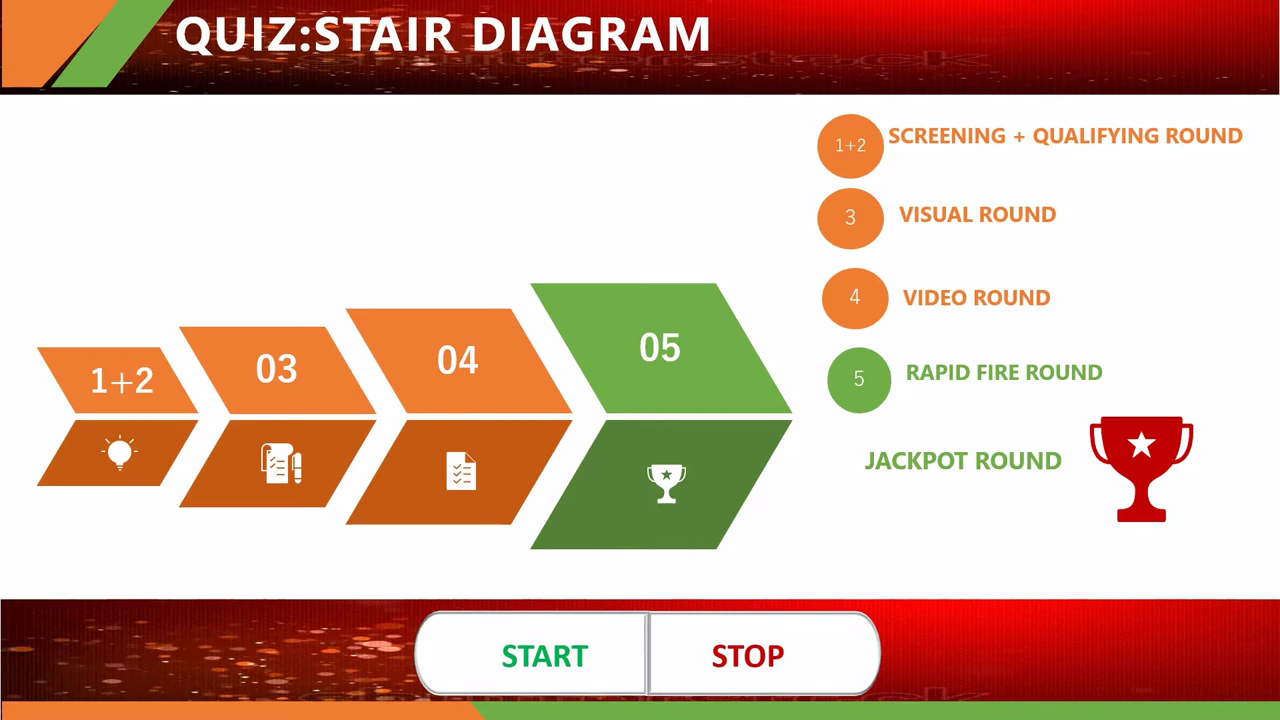 QUIZ:STAIR DIAGRAM
1+2 SCREENING + QUALIFYING ROUND
3 VISUAL ROUND
4 VIDEO ROUND
5 RAPID FIRE ROUND
JACKPOT ROUND
1+2
03
04
05
START
STOP